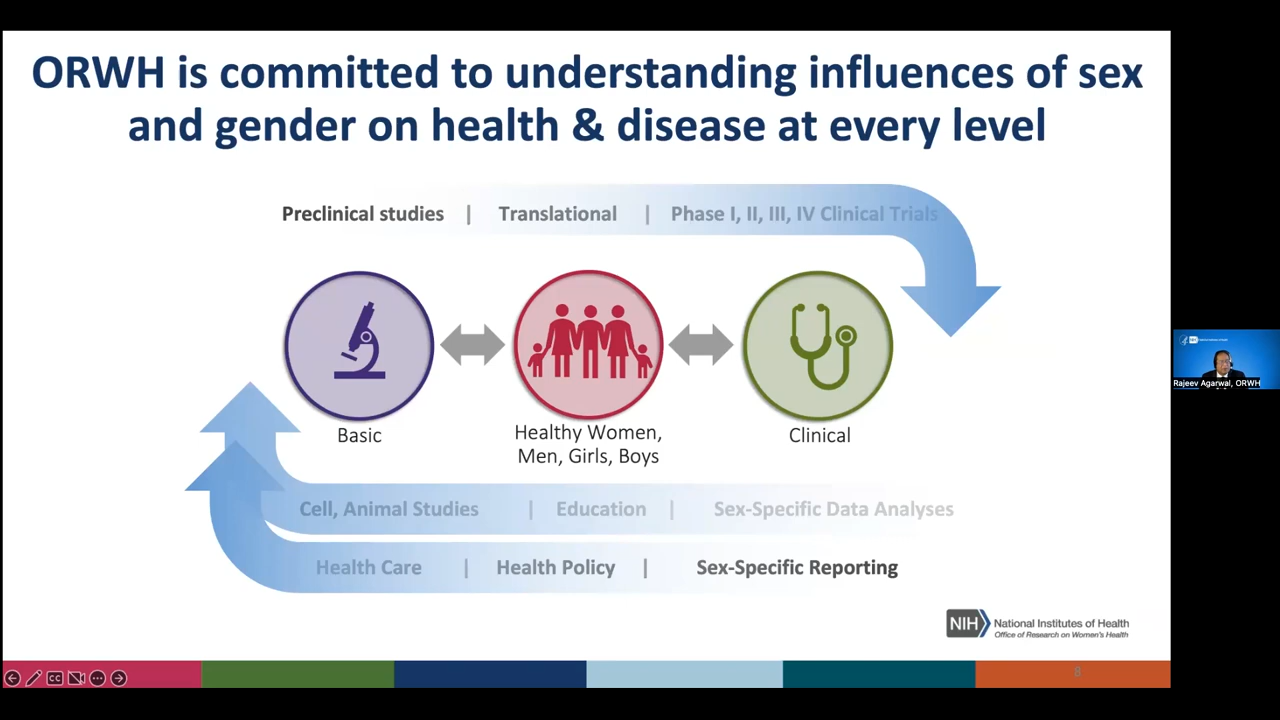 ORWH is committed to understanding influences of sex
and gender on health & disease at every level
Preclinical studies | Translational | Phase I, II, III, IV Clinical Trials
Basic
Healthy Women,
Men, Girls, Boys
Clinical
Rajeev Agarwal, ORWH
Cell, Animal Studies | Education | Sex-Specific Data Analyses
Health Care | Health Policy | Sex-Specific Reporting
NIH National Institutes of Health
Office of Research on Women's Health
CC
8